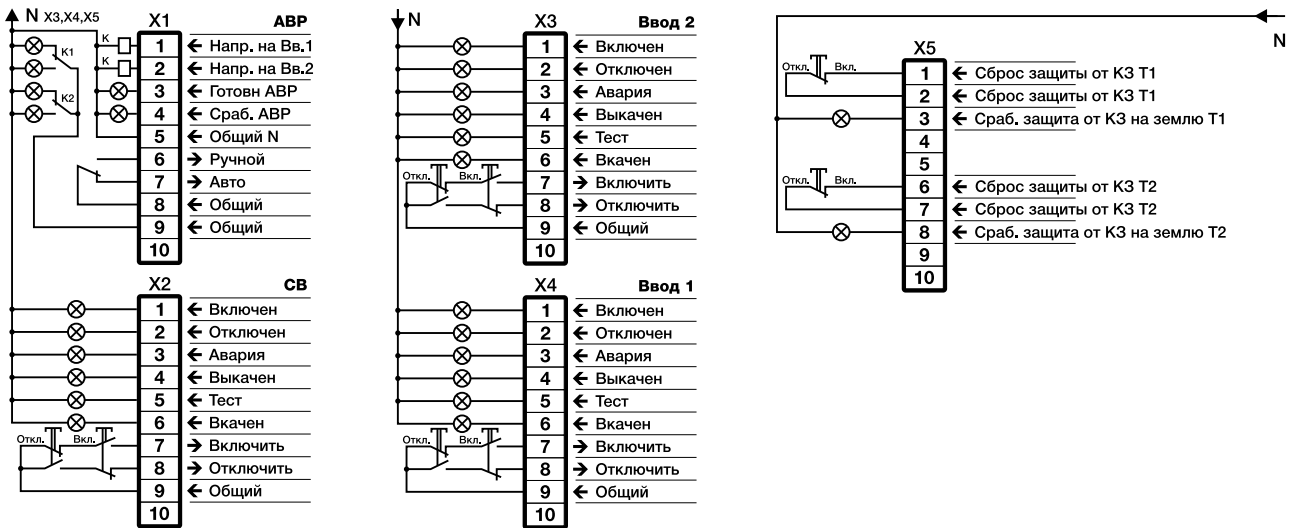 N X3,X4,X5
X1 АВР
K 1 Напр. на Вв.1
K1
K 2 Напр. на Вв.2
3 Готовн АВР
K2
4 Сраб. АВР
5 Общий N
6 Ручной
7 Авто
8 Общий
9 Общий
10
X2 СВ
1 Включен
2 Отключен
3 Авария
4 Выкачен
5 Тест
6 Вкачен
Откл. Вкл.
7 Включить
8 Отключить
9 Общий
10
N
X3 Ввод 2
1 Включен
2 Отключен
3 Авария
4 Выкачен
5 Тест
6 Вкачен
Откл. Вкл.
7 Включить
8 Отключить
9 Общий
10
X4 Ввод 1
1 Включен
2 Отключен
3 Авария
4 Выкачен
5 Тест
6 Вкачен
Откл. Вкл.
7 Включить
8 Отключить
9 Общий
10
N
X5
Откл. Вкл.
1 Сброс защиты от КЗ Т1
2 Сброс защиты от КЗ Т1
3 Сраб. защита от КЗ на землю Т1
4
5
Откл. Вкл.
6 Сброс защиты от КЗ Т2
7 Сброс защиты от КЗ Т2
8 Сраб. защита от КЗ на землю Т2
9
10